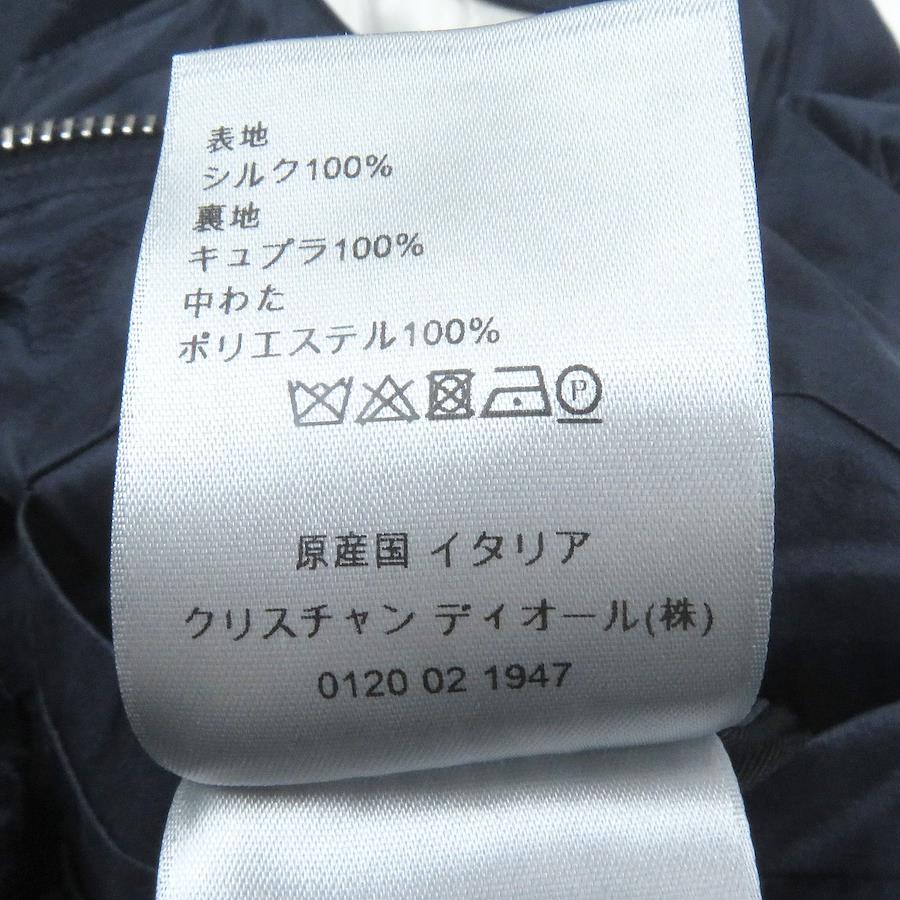 表地
シルク100%
裏地
キュプラ100%
中わた
ポリエステル100%
P
原産国 イタリア
クリスチャン ディオール(株)
0120 02 1947